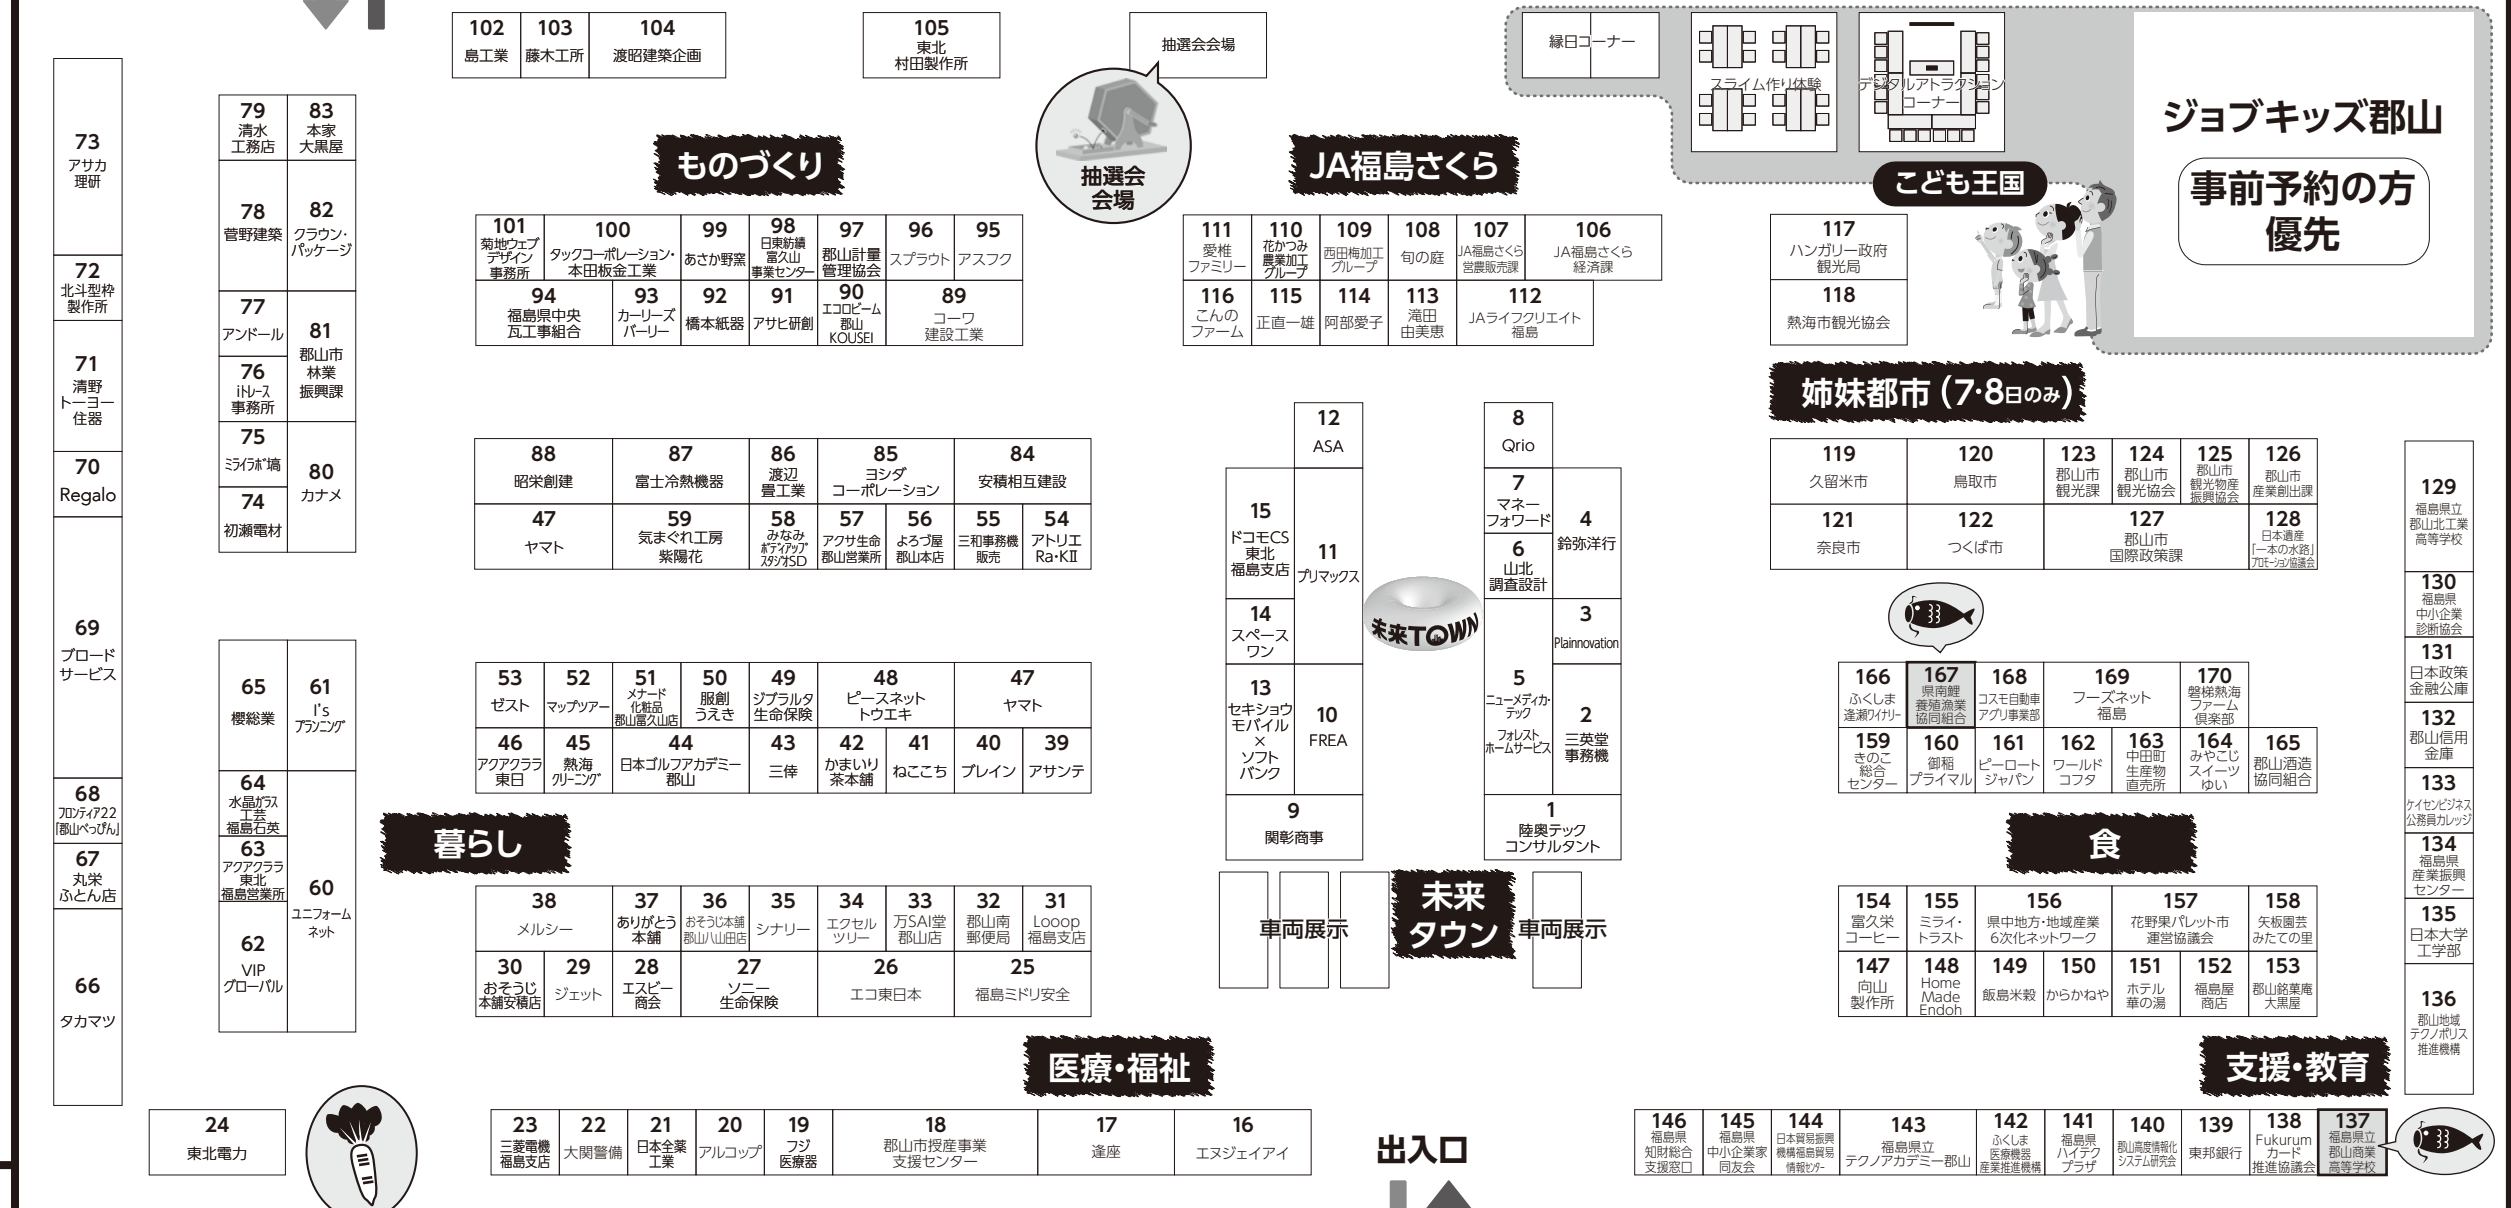 102
島工業
103
藤木工所
104
渡昭建築企画
105
東北
村田製作所
抽選会会場
抽選会
会場
縁日コーナー
スライム作り体験
デジタルアトラクション
コーナー
ジョブキッズ郡山
事前予約の方
優先
こども王国
73
アサカ
理研
72
北斗型枠
製作所
71
清野
トーヨー
住器
70
Regalo
69
ブロード
サービス
68
フロンティア22
「郡山べっぴん」
67
丸栄
ふとん店
66
タカマツ
79
清水
工務店
83
本家
大黒屋
78
菅野建築
82
クラウン・
パッケージ
77
アンドール
81
郡山市
林業
振興課
76
iトレース
事務所
75
ミライラボ塙
80
カナメ
74
初瀬電材
65
櫻総業
61
I's
プランニング
64
水晶ガラス
工芸
福島石英
63
アクアクララ
東北
福島営業所
60
ユニフォーム
ネット
62
VIP
グローバル
ものづくり
101
菊地ウェブ
デザイン
事務所
100
タックコーポレーション・
本田板金工業
99
あさか野窯
98
日東紡績
富久山
事業センター
97
郡山計量
管理協会
96
スプラウト
95
アスフク
94
福島県中央
瓦工事組合
93
カーリーズ
バーリー
92
橋本紙器
91
アサヒ研創
90
エコロビーム
郡山
KOUSEI
89
コーワ
建設工業
88
昭栄創建
87
富士冷熱機器
86
渡辺
畳工業
85
ヨシダ
コーポレーション
84
安積相互建設
47
ヤマト
59
気まぐれ工房
紫陽花
58
みなみ
ボディアップ
スタジオSD
57
アクサ生命
郡山営業所
56
よろづ屋
郡山本店
55
三和事務機
販売
54
アトリエ
Ra・KⅡ
53
ゼスト
52
マップツアー
51
メナード
化粧品
郡山富久山店
50
服創
うえき
49
ジブラルタ
生命保険
48
ピースネット
トウエキ
47
ヤマト
46
アクアクララ
東日
45
熱海
クリーニング
44
日本ゴルフアカデミー
郡山
43
三倖
42
かまいり
茶本舗
41
ねここち
40
ブレイン
39
アサンテ
暮らし
38
メルシー
37
ありがとう
本舗
36
おそうじ本舗
郡山八山田店
35
シナリー
34
エクセル
ツリー
33
万SAI堂
郡山店
32
郡山南
郵便局
31
Looop
福島支店
30
おそうじ
本舗安積店
29
ジェット
28
エスビー
商会
27
ソニー
生命保険
26
エコ東日本
25
福島ミドリ安全
医療・福祉
24
東北電力
23
三菱電機
福島支店
22
大関警備
21
日本全薬
工業
20
アルコップ
19
フジ
医療器
18
郡山市授産事業
支援センター
17
逢座
16
エヌジェイアイ
出入口
JA福島さくら
111
愛椎
ファミリー
110
花かつみ
農業加工
グループ
109
西田梅加工
グループ
108
旬の庭
107
JA福島さくら
営農販売課
106
JA福島さくら
経済課
116
こんの
ファーム
115
正直一雄
114
阿部愛子
113
滝田
由美恵
112
JAライフクリエイト
福島
12
ASA
15
ドコモCS
東北
福島支店
11
プリマックス
14
スペース
ワン
13
セキショウ
モバイル
×
ソフト
バンク
10
FREA
9
関彰商事
未来TOWN
8
Qrio
7
マネー
フォワード
4
鈴弥洋行
6
山北
調査設計
3
Plainnovation
5
ニューメディカ・
テック
フォレスト
ホームサービス
2
三英堂
事務機
1
陸奥テック
コンサルタント
車両展示
未来
タウン
車両展示
117
ハンガリー政府
観光局
118
熱海市観光協会
姉妹都市（7・8日のみ）
119
久留米市
120
鳥取市
123
郡山市
観光課
124
郡山市
観光協会
125
郡山市
観光物産
振興協会
126
郡山市
産業創出課
121
奈良市
122
つくば市
127
郡山市
国際政策課
128
日本遺産
「一本の水路」
プロモーション協議会
166
ふくしま
逢瀬ワイナリー
167
県南鯉
養殖漁業
協同組合
168
コスモ自動車
アグリ事業部
169
フーズネット
福島
170
磐梯熱海
ファーム
倶楽部
159
きのこ
総合
センター
160
御稲
プライマル
161
ピーロート
ジャパン
162
ワールド
コフタ
163
中田町
生産物
直売所
164
みやこじ
スイーツ
ゆい
165
郡山酒造
協同組合
食
154
富久栄
コーヒー
155
ミライ・
トラスト
156
県中地方・地域産業
6次化ネットワーク
157
花野果パレット市
運営協議会
158
矢板園芸
みたての里
147
向山
製作所
148
Home
Made
Endoh
149
飯島米穀
150
からかねや
151
ホテル
華の湯
152
福島屋
商店
153
郡山銘菓庵
大黒屋
支援・教育
129
福島県立
郡山北工業
高等学校
130
福島県
中小企業
診断協会
131
日本政策
金融公庫
132
郡山信用
金庫
133
ケイセンビジネス
公務員カレッジ
134
福島県
産業振興
センター
135
日本大学
工学部
136
郡山地域
テクノポリス
推進機構
146
福島県
知財総合
支援窓口
145
福島県
中小企業家
同友会
144
日本貿易振興
機構福島貿易
情報センター
143
福島県立
テクノアカデミー郡山
142
ふくしま
医療機器
産業推進機構
141
福島県
ハイテク
プラザ
140
郡山高度情報化
システム研究会
139
東邦銀行
138
Fukurum
カード
推進協議会
137
福島県立
郡山商業
高等学校